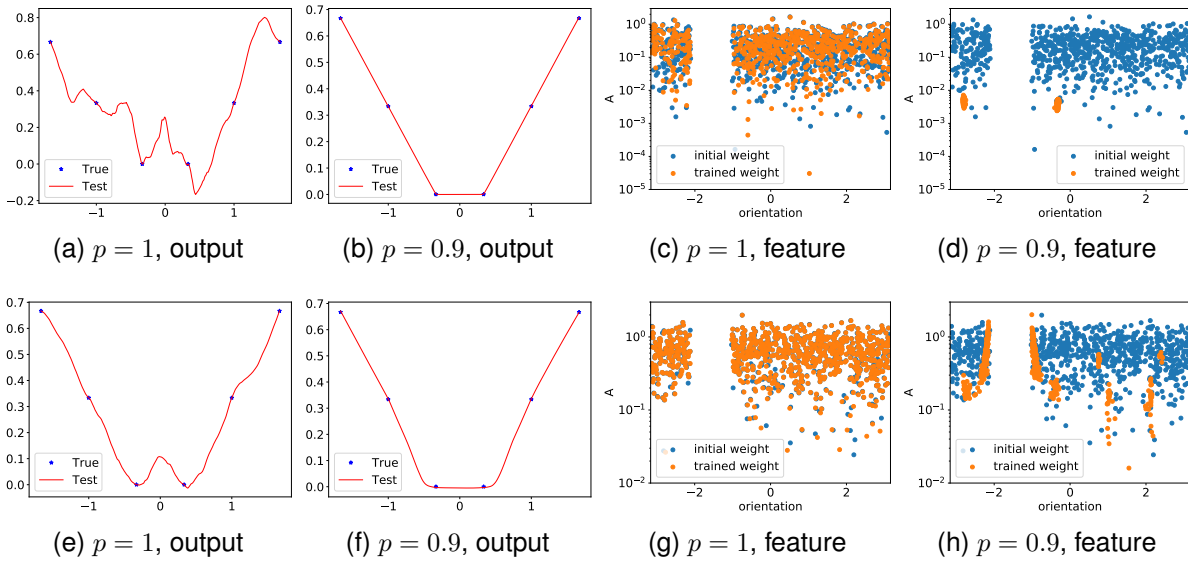 0.8
0.6
0.4
0.2
0.0
−0.2
−1
0
1
True
Test
(a) p = 1, output
0.7
0.6
0.5
0.4
0.3
0.2
0.1
0.0
−1
0
1
True
Test
(b) p = 0.9, output
10⁰
10⁻¹
10⁻²
10⁻³
10⁻⁴
10⁻⁵
A
−2
0
2
orientation
initial weight
trained weight
(c) p = 1, feature
10⁰
10⁻¹
10⁻²
10⁻³
10⁻⁴
10⁻⁵
A
−2
0
2
orientation
initial weight
trained weight
(d) p = 0.9, feature
0.7
0.6
0.5
0.4
0.3
0.2
0.1
0.0
−1
0
1
True
Test
(e) p = 1, output
0.7
0.6
0.5
0.4
0.3
0.2
0.1
0.0
−1
0
1
True
Test
(f) p = 0.9, output
10⁰
10⁻¹
10⁻²
A
−2
0
2
orientation
initial weight
trained weight
(g) p = 1, feature
10⁰
10⁻¹
10⁻²
A
−2
0
2
orientation
initial weight
trained weight
(h) p = 0.9, feature